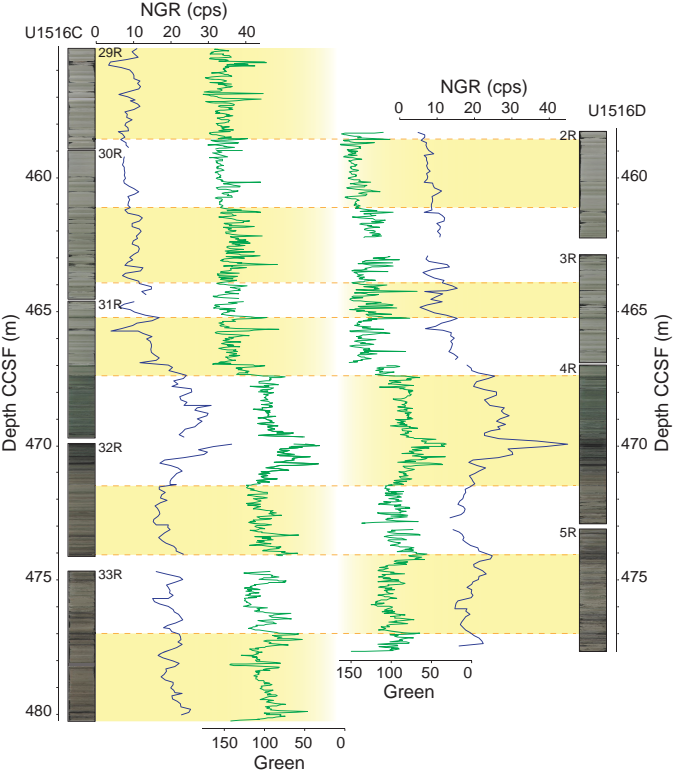 NGR (cps)
U1516C 0 10 20 30 40
29R
NGR (cps)
0 10 20 30 40 U1516D
2R
30R
460
460
3R
31R
465
465
4R
Depth CCSF (m)
Depth CCSF (m)
32R
470
470
5R
33R
475
475
150 100 50 0
Green
480
150 100 50 0
Green